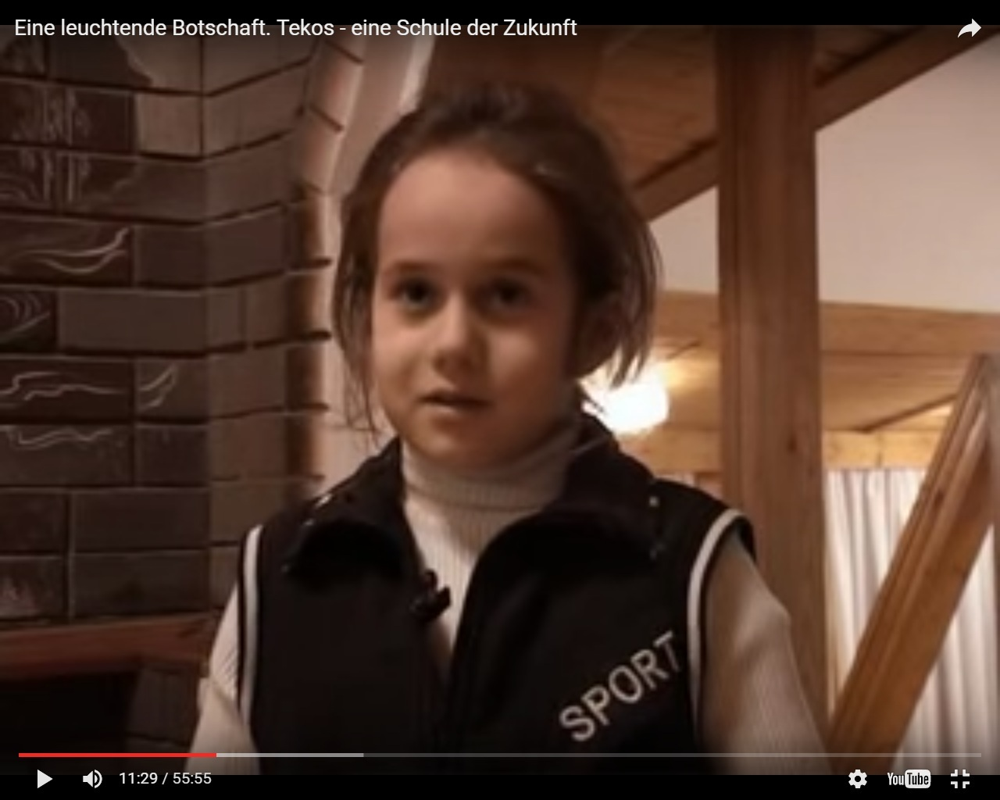 Eine leuchtende Botschaft. Tekos - eine Schule der Zukunft
SPORT
11:29 / 55:55
YouTube